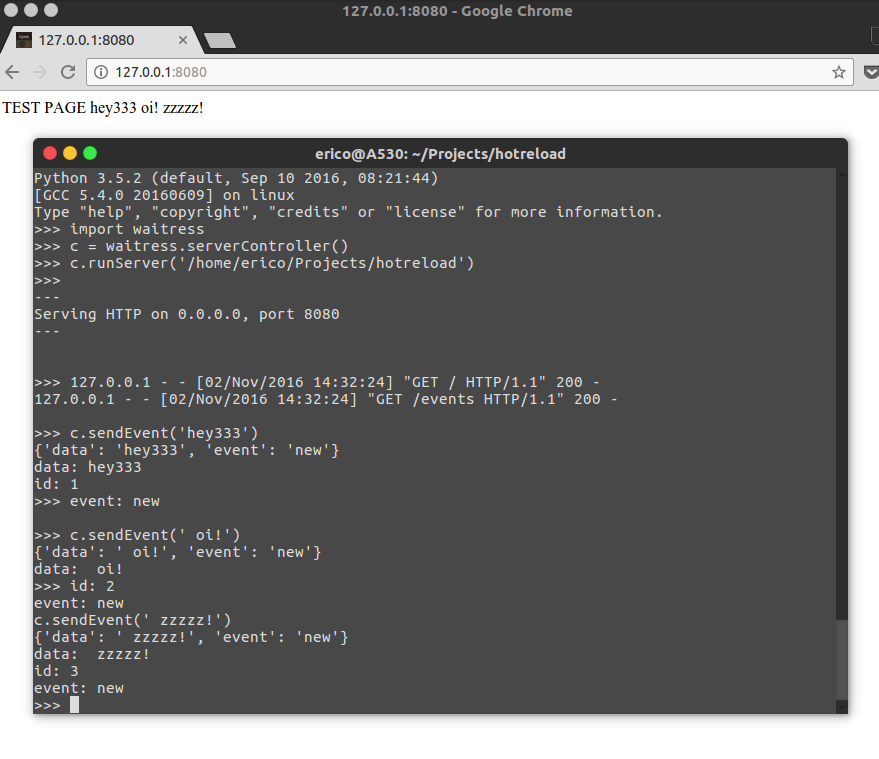 127.0.0.1:8080 - Google Chrome
127.0.0.1:8080
127.0.0.1:8080
TEST PAGE hey333 oi! zzzzz!
erico@A530: ~/Projects/hotreload
Python 3.5.2 (default, Sep 10 2016, 08:21:44)
[GCC 5.4.0 20160609] on linux
Type "help", "copyright", "credits" or "license" for more information.
>>> import waitress
>>> c = waitress.serverController()
>>> c.runServer('/home/erico/Projects/hotreload')
>>>
---
Serving HTTP on 0.0.0.0, port 8080
---
>>> 127.0.0.1 - - [02/Nov/2016 14:32:24] "GET / HTTP/1.1" 200 -
127.0.0.1 - - [02/Nov/2016 14:32:24] "GET /events HTTP/1.1" 200 -
>>> c.sendEvent('hey333')
{'data': 'hey333', 'event': 'new'}
data: hey333
id: 1
>>> event: new
>>> c.sendEvent(' oi!')
{'data': ' oi!', 'event': 'new'}
data:  oi!
>>> id: 2
event: new
c.sendEvent(' zzzzz!')
{'data': ' zzzzz!', 'event': 'new'}
data:  zzzzz!
id: 3
event: new
>>>